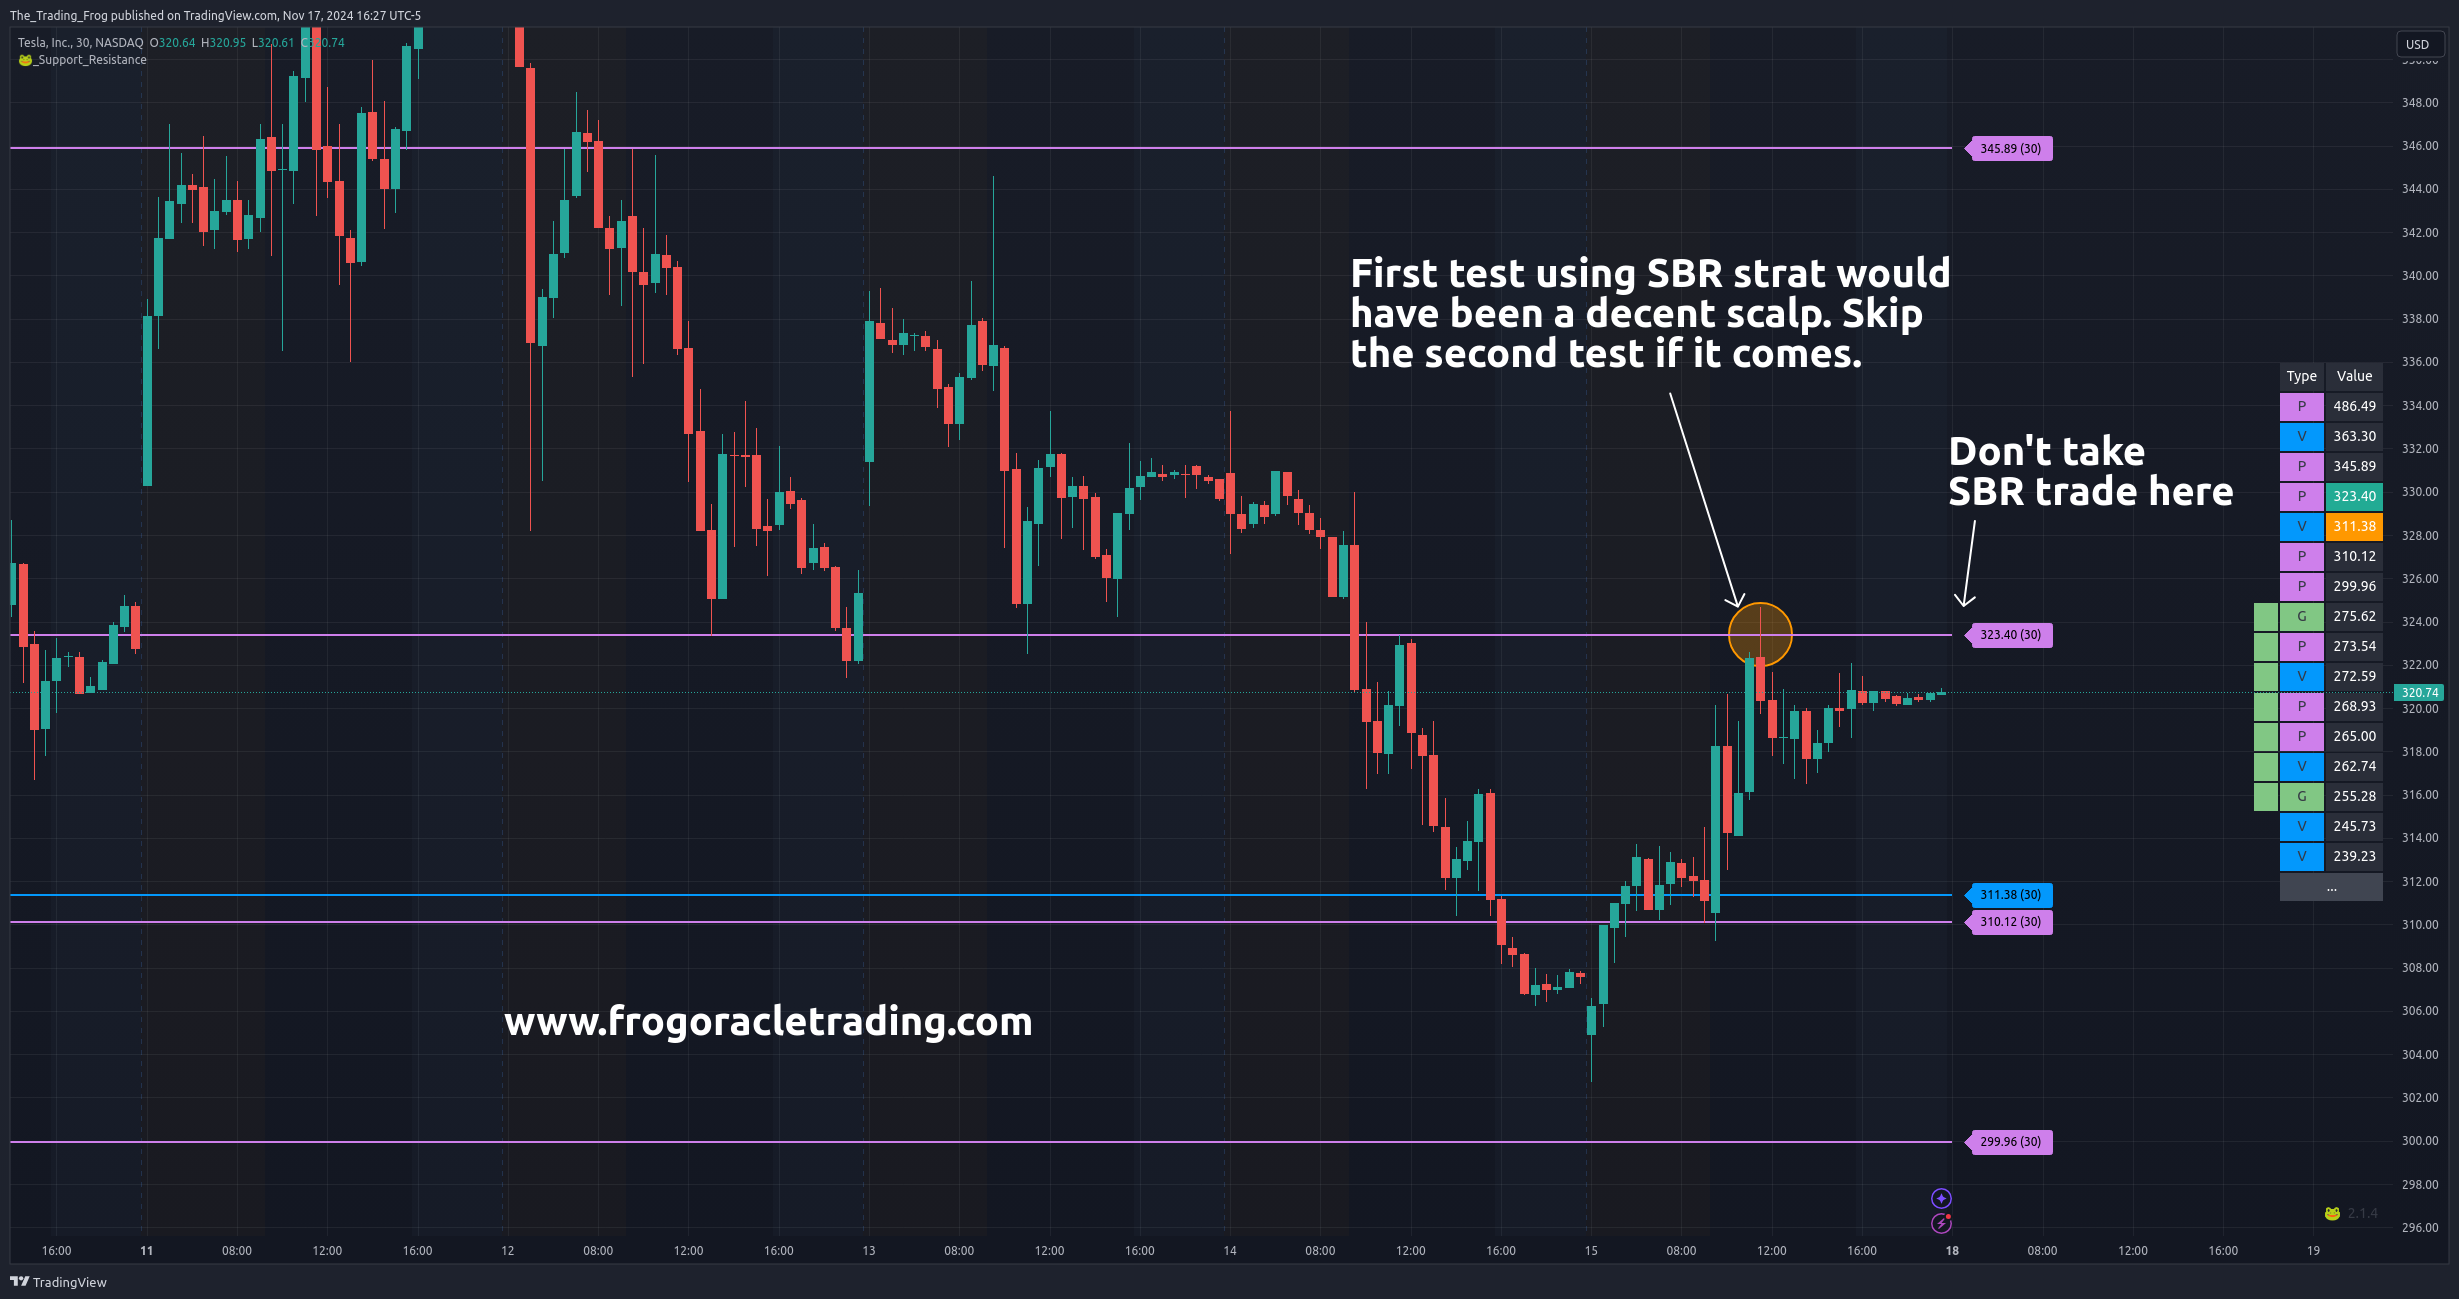 The_Trading_Frog published on TradingView.com, Nov 17, 2024 16:27 UTC-5
Tesla, Inc., 30, NASDAQ O320.64 H320.95 L320.61 C320.74
🐸_Support_Resistance
USD
348.00
346.00
345.89 (30)
344.00
342.00
340.00
338.00
336.00
334.00
332.00
330.00
328.00
326.00
324.00
322.00
320.74
320.00
318.00
316.00
314.00
312.00
310.00
308.00
306.00
304.00
302.00
300.00
298.00
296.00
First test using SBR strat would
have been a decent scalp. Skip
the second test if it comes.
Don't take
SBR trade here
323.40 (30)
311.38 (30)
310.12 (30)
299.96 (30)
Type Value
P 486.49
V 363.30
P 345.89
P 323.40
V 311.38
P 310.12
P 299.96
G 275.62
P 273.54
V 272.59
P 268.93
P 265.00
V 262.74
G 255.28
V 245.73
V 239.23
...
www.frogoracletrading.com
🐸 2.1.4
16:00 11 08:00 12:00 16:00 12 08:00 12:00 16:00 13 08:00 12:00 16:00 14 08:00 12:00 16:00 15 08:00 12:00 16:00 18 08:00 12:00 16:00 19
TradingView